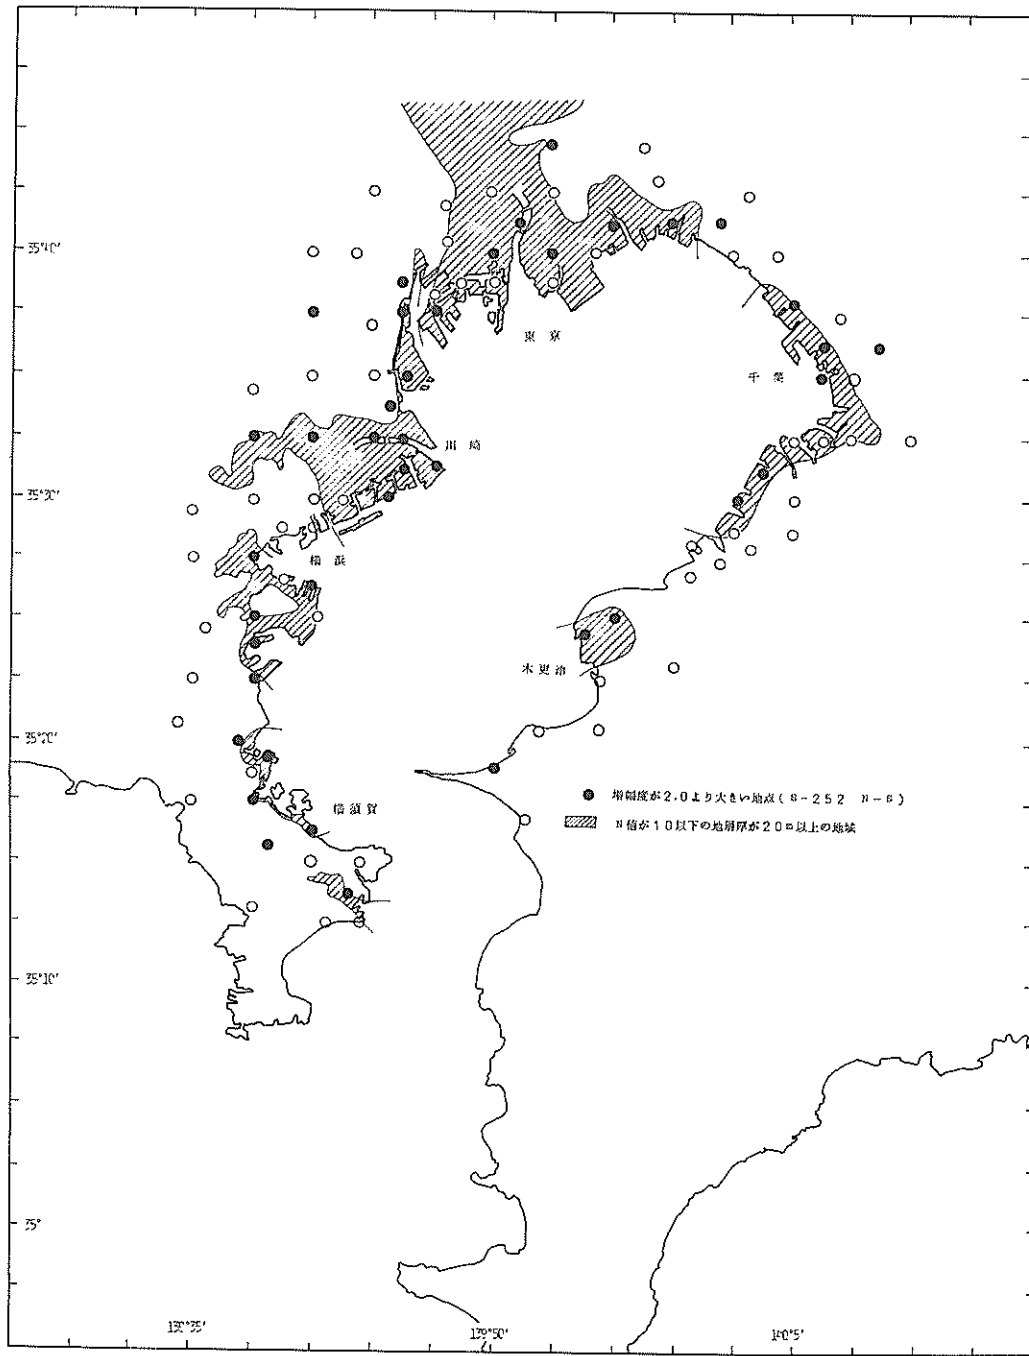 35°40'
東京
千葉
川崎
35°30'
横浜
木更津
35°20'
● 増幅度が2.0より大きい地点(S-252 N-S)
横須賀
N値が10以下の地層厚が20m以上の地域
35°10'
35°
139°35'
139°50'
140°5'